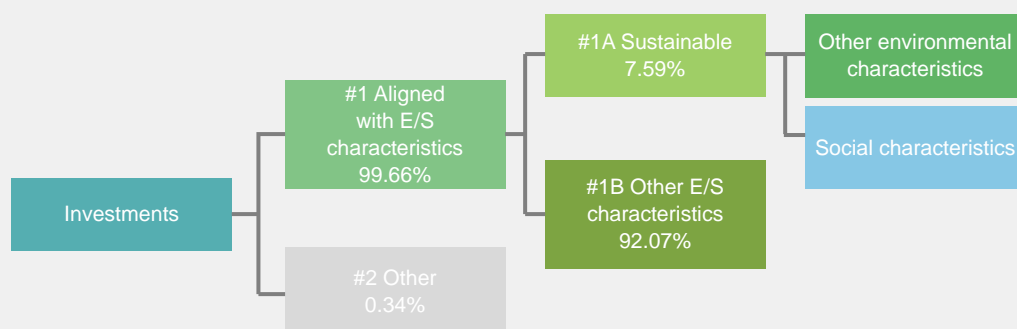 Investments
#1 Aligned
with E/S
characteristics
99.66%
#2 Other
0.34%
#1A Sustainable
7.59%
#1B Other E/S
characteristics
92.07%
Other environmental
characteristics
Social characteristics